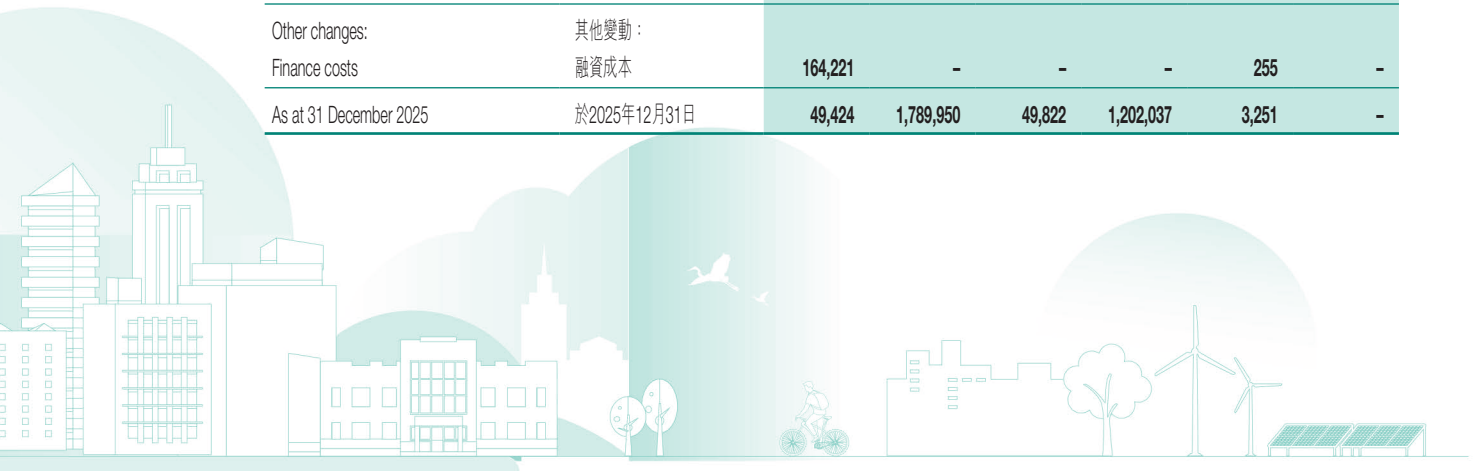 Other changes: 其他變動：
Finance costs 融資成本 164,221 – – – 255 –
As at 31 December 2025 於2025年12月31日 49,424 1,789,950 49,822 1,202,037 3,251 –